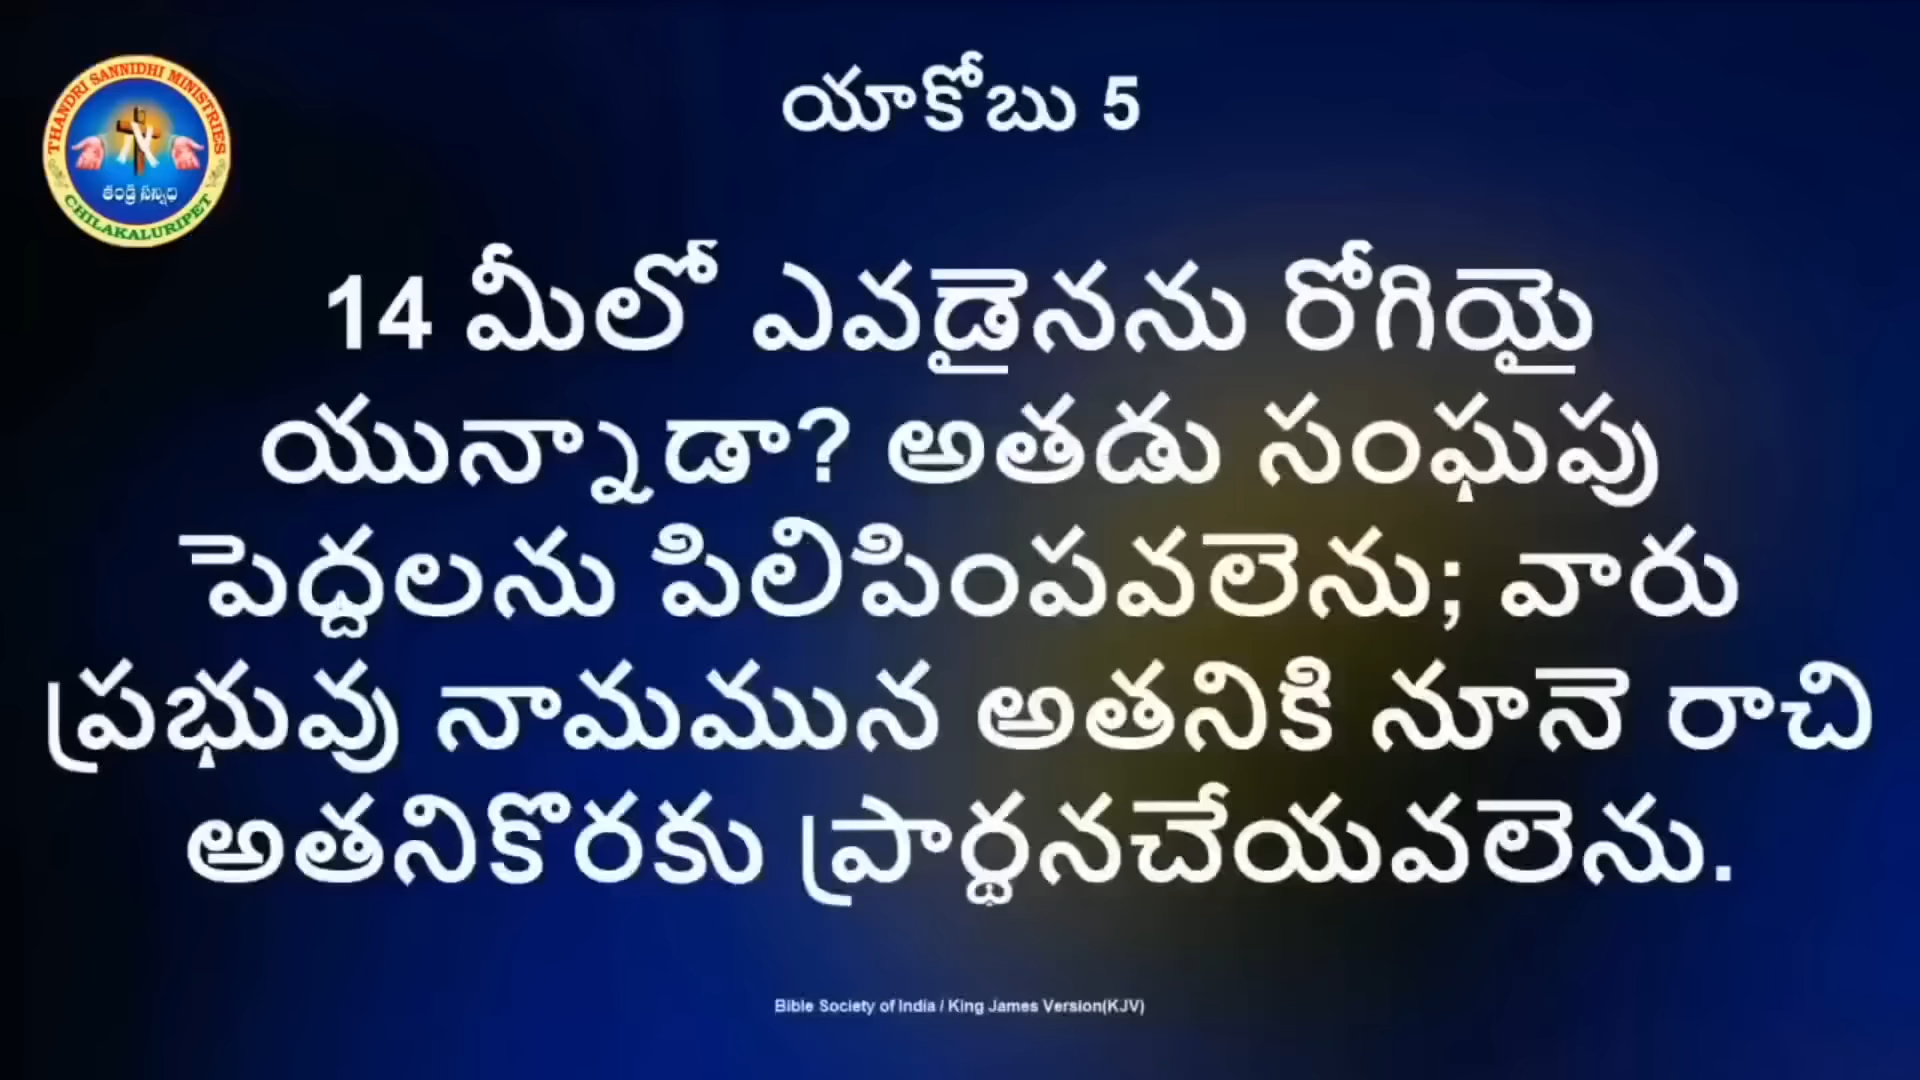 THANDRI SANNIDHI MINISTRIES
తండ్రి సన్నిధి
CHILAKALURIPET
యాకోబు 5
14 మీలో ఎవడైనను రోగియై
యున్నాడా? అతడు సంఘపు
పెద్దలను పిలిపింపవలెను; వారు
ప్రభువు నామమున అతనికి నూనె రాచి
అతనికొరకు ప్రార్థనచేయవలెను.
Bible Society of India / King James Version(KJV)